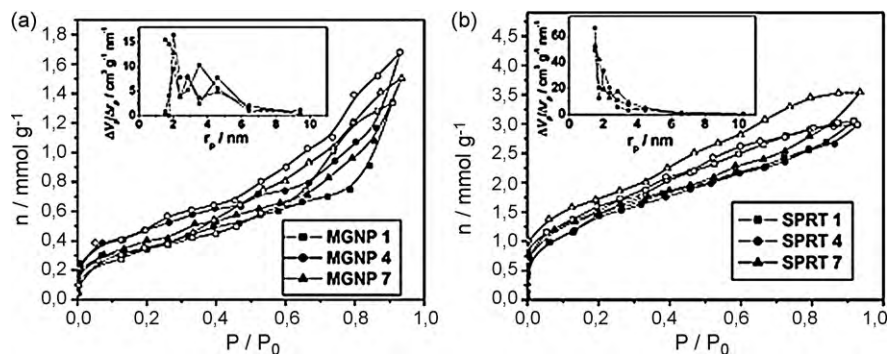 (a)
1,8
1,6
1,4
1,2
1,0
0,8
0,6
0,4
0,2
0,0
n / mmol g⁻¹
15
10
5
0
ΔVₚ/Δrₚ / cm³ g⁻¹ nm⁻¹
0 2 4 6 8 10
rₚ / nm
MGNP 1
MGNP 4
MGNP 7
0,0 0,2 0,4 0,6 0,8 1,0
P / P₀
(b)
4,5
4,0
3,5
3,0
2,5
2,0
1,5
1,0
0,5
0,0
n / mmol g⁻¹
80
60
40
20
0
ΔVₚ/Δrₚ / cm³ g⁻¹ nm⁻¹
0 2 4 6 8 10
rₚ / nm
SPRT 1
SPRT 4
SPRT 7
0,0 0,2 0,4 0,6 0,8 1,0
P / P₀